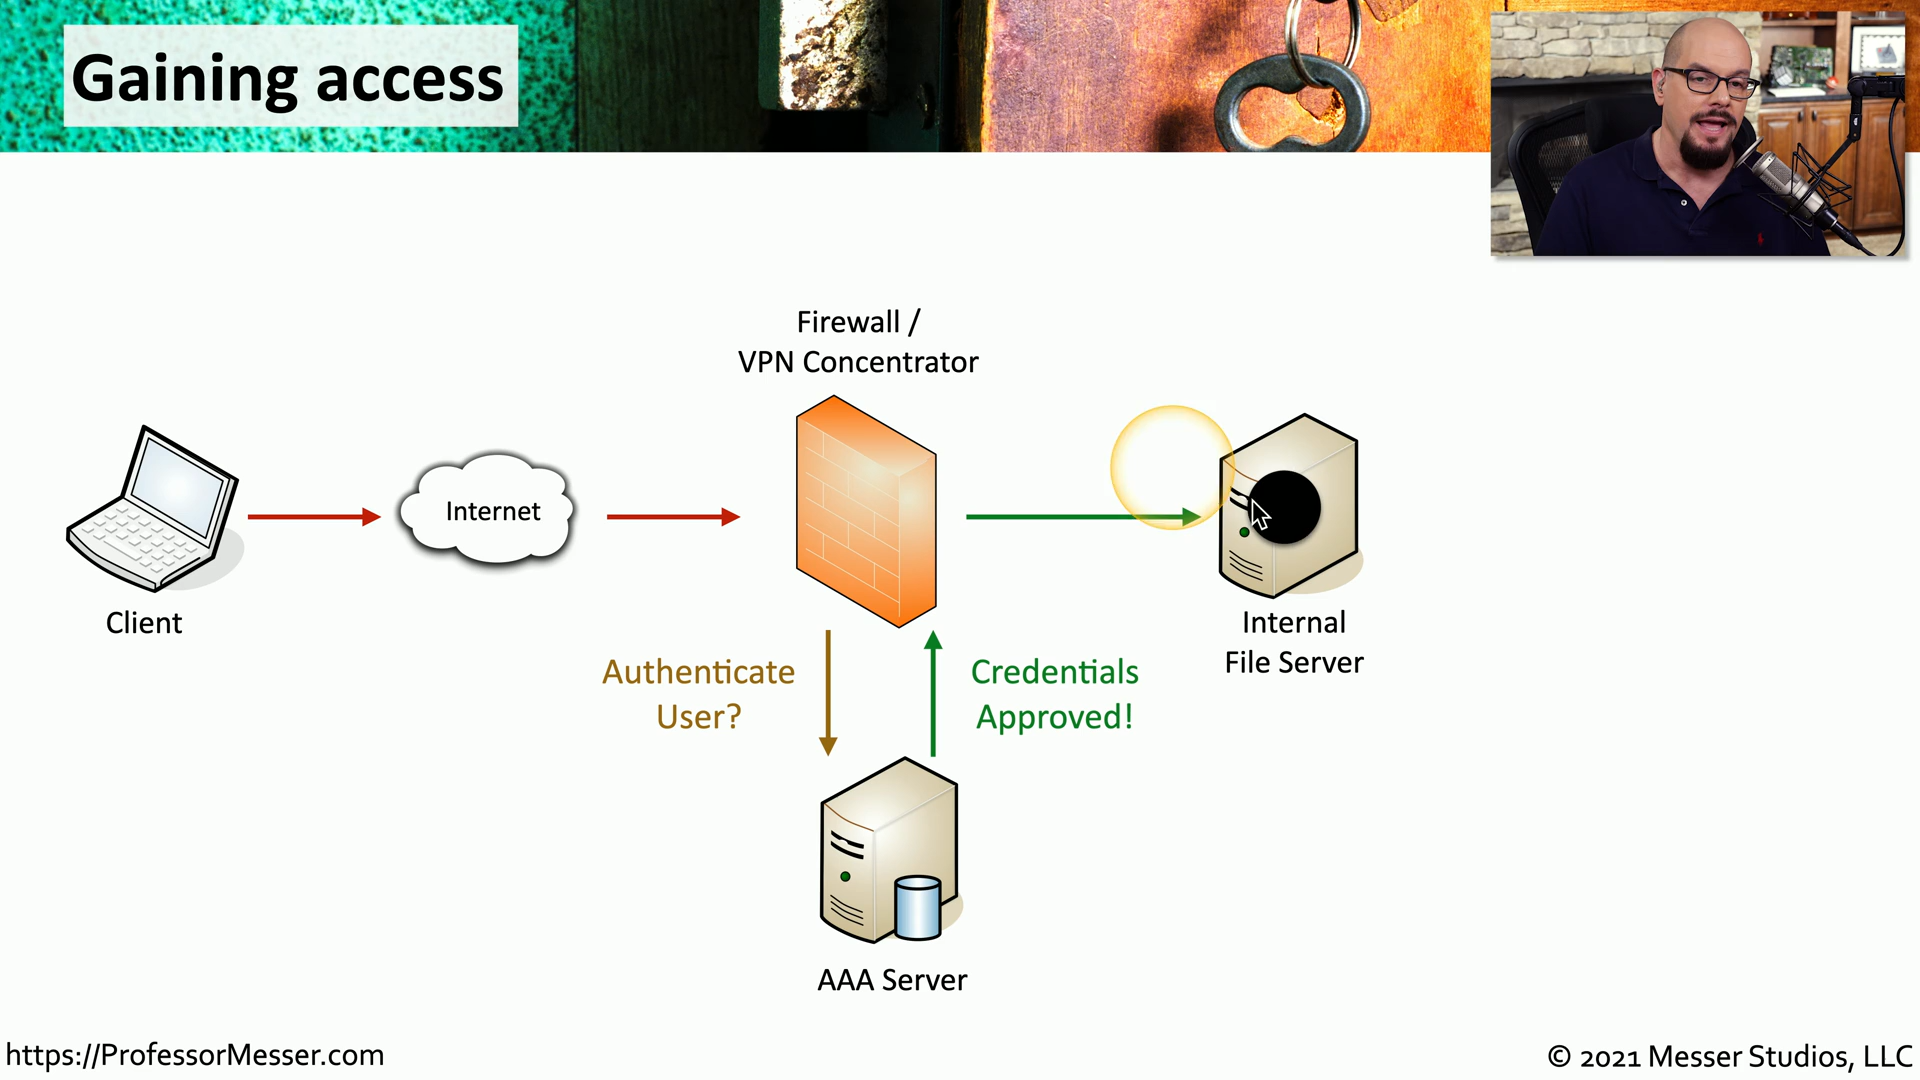 Gaining access
Firewall /
VPN Concentrator
Internet
Client
Internal
File Server
Authenticate
User?
Credentials
Approved!
AAA Server
https://ProfessorMesser.com
© 2021 Messer Studios, LLC